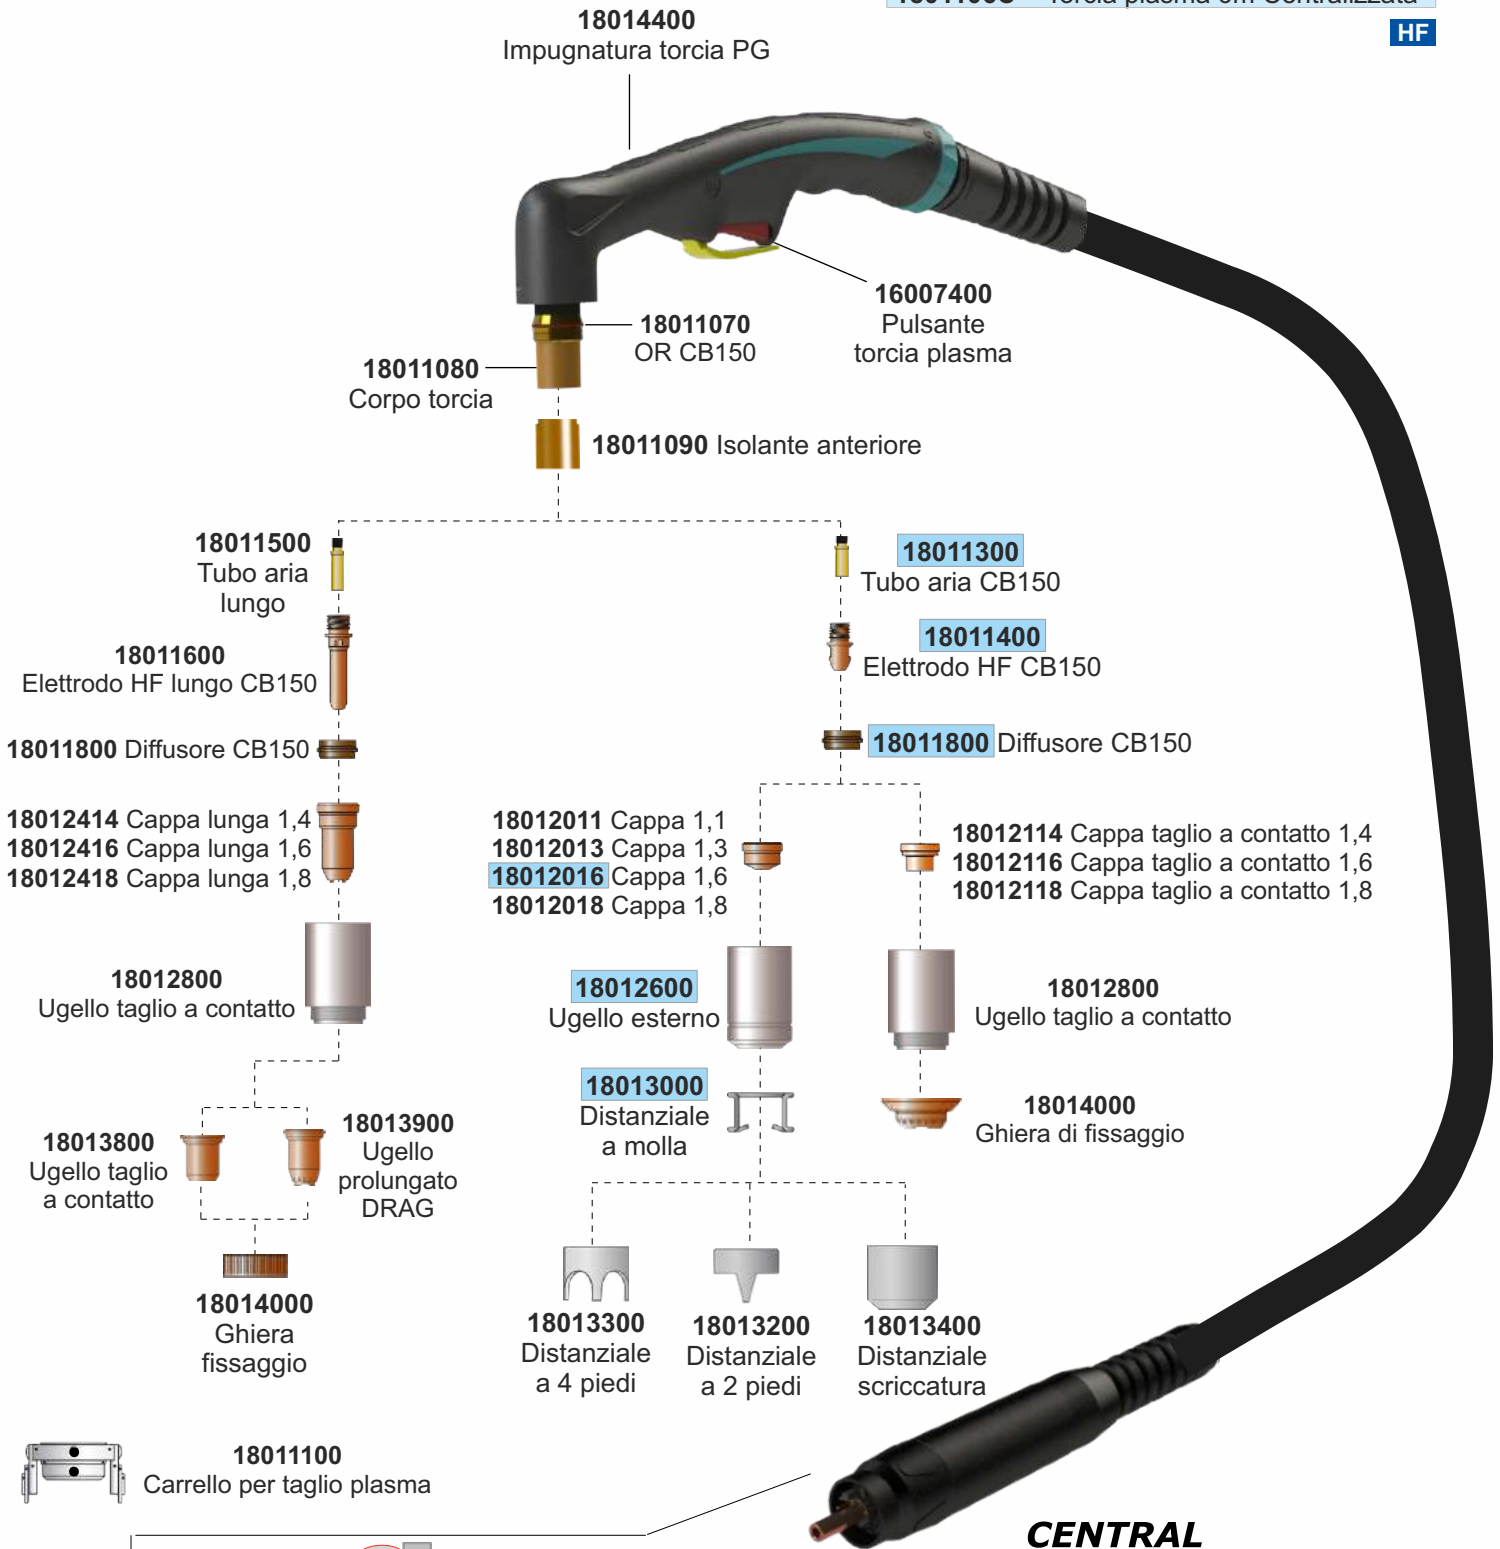 Torcia plasma 6m Centralizzata
HF
18014400
Impugnatura torcia PG
16007400
Pulsante
torcia plasma
18011070
OR CB150
18011080
Corpo torcia
18011090 Isolante anteriore
18011500
Tubo aria
lungo
18011300
Tubo aria CB150
18011600
Elettrodo HF lungo CB150
18011400
Elettrodo HF CB150
18011800 Diffusore CB150
18011800 Diffusore CB150
18012414 Cappa lunga 1,4
18012416 Cappa lunga 1,6
18012418 Cappa lunga 1,8
18012011 Cappa 1,1
18012013 Cappa 1,3
18012016 Cappa 1,6
18012018 Cappa 1,8
18012114 Cappa taglio a contatto 1,4
18012116 Cappa taglio a contatto 1,6
18012118 Cappa taglio a contatto 1,8
18012800
Ugello taglio a contatto
18012600
Ugello esterno
18012800
Ugello taglio a contatto
18013000
Distanziale
a molla
18014000
Ghiera di fissaggio
18013800
Ugello taglio
a contatto
18013900
Ugello
prolungato
DRAG
18014000
Ghiera
fissaggio
18013300
Distanziale
a 4 piedi
18013200
Distanziale
a 2 piedi
18013400
Distanziale
scriccatura
18011100
Carrello per taglio plasma
CENTRAL